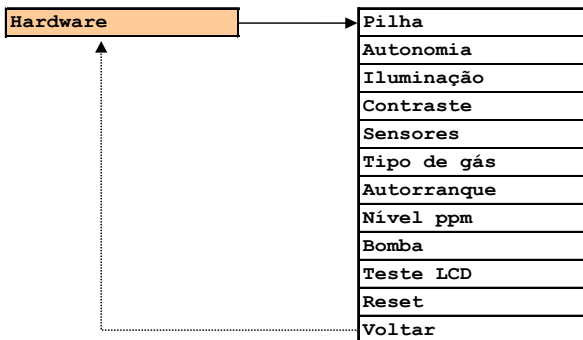 Hardware
Pilha
Autonomia
Iluminação
Contraste
Sensores
Tipo de gás
Autorranque
Nível ppm
Bomba
Teste LCD
Reset
Voltar